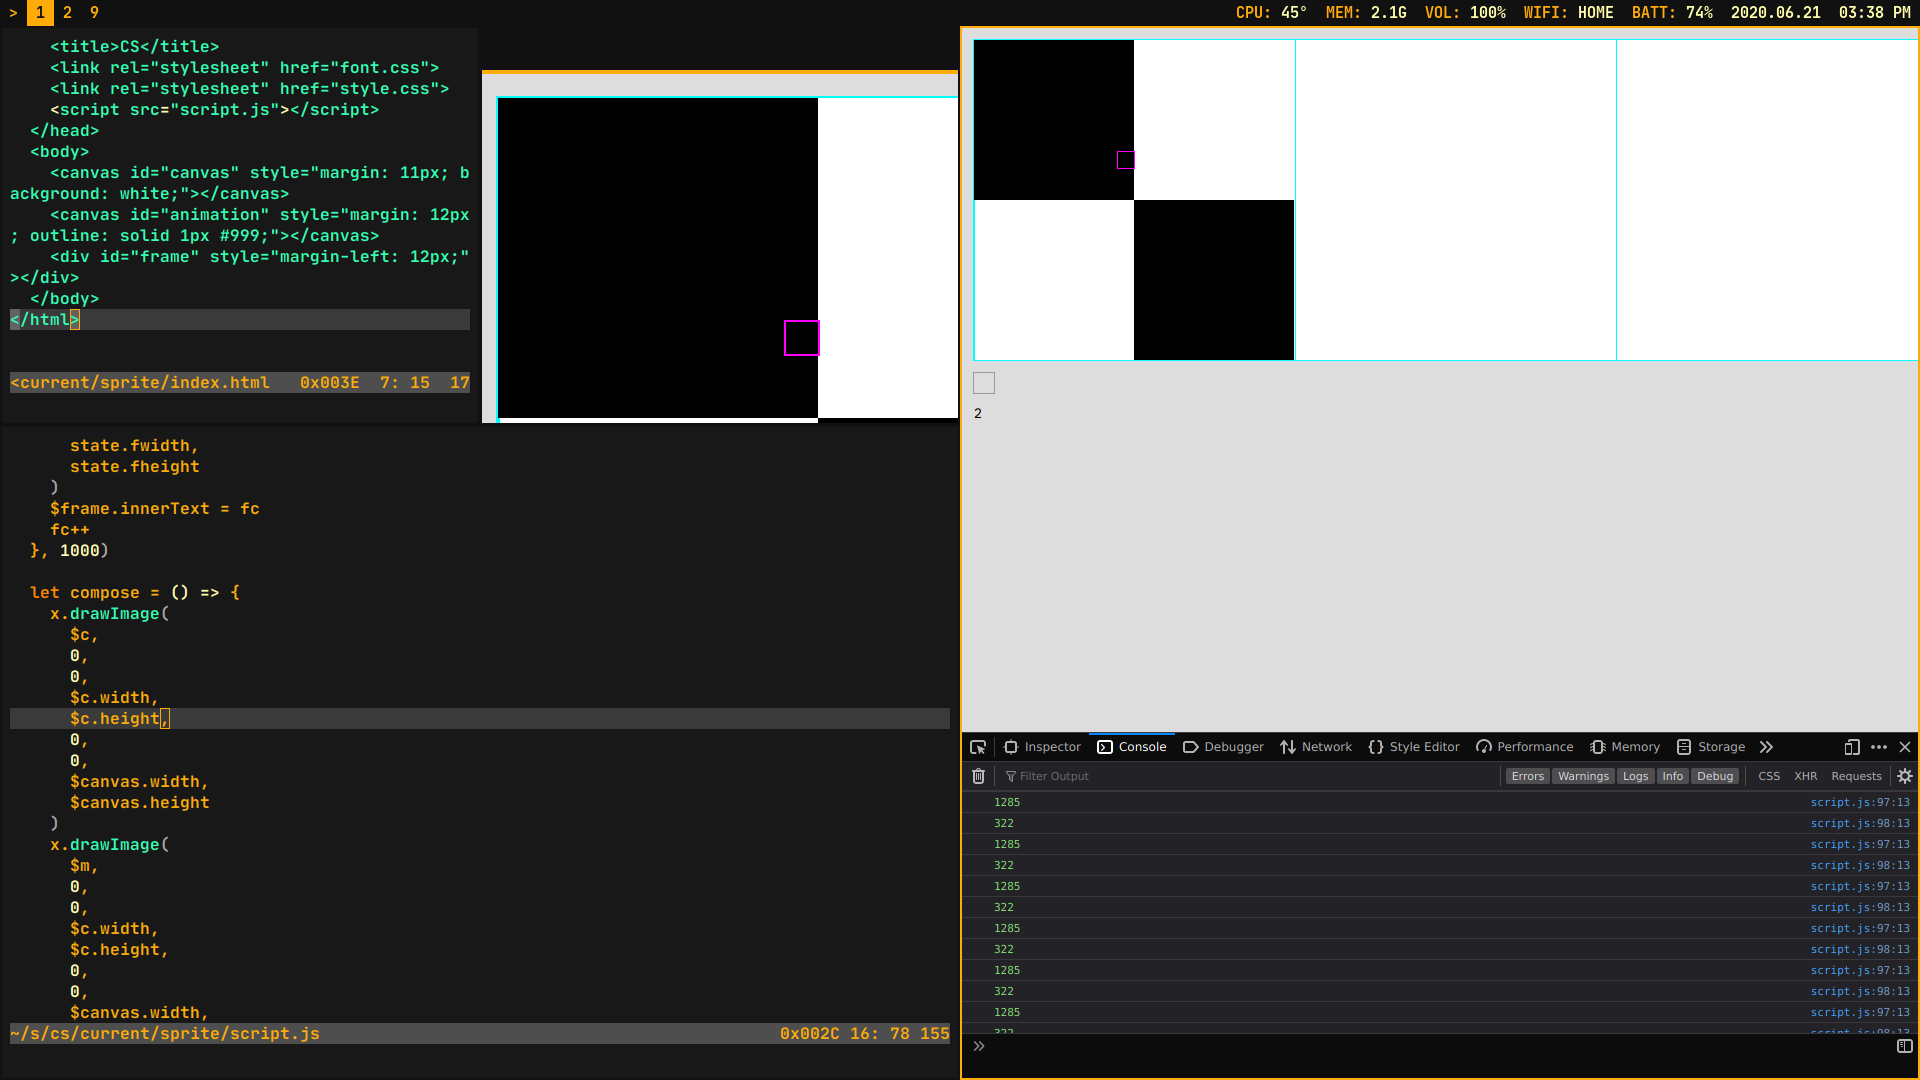 > 1 2 9
CPU: 45° MEM: 2.1G VOL: 100% WIFI: HOME BATT: 74% 2020.06.21 03:38 PM
<title>CS</title>
<link rel="stylesheet" href="font.css">
<link rel="stylesheet" href="style.css">
<script src="script.js"></script>
</head>
<body>
<canvas id="canvas" style="margin: 11px; b
ackground: white;"></canvas>
<canvas id="animation" style="margin: 12px
; outline: solid 1px #999;"></canvas>
<div id="frame" style="margin-left: 12px;"
></div>
</body>
</html>
<current/sprite/index.html 0x003E 7: 15 17
state.fwidth,
state.fheight
)
$frame.innerText = fc
fc++
}, 1000)
let compose = () => {
x.drawImage(
$c,
0,
0,
$c.width,
$c.height,
0,
0,
$canvas.width,
$canvas.height
)
x.drawImage(
$m,
0,
0,
$c.width,
$c.height,
0,
0,
$canvas.width,
~/s/cs/current/sprite/script.js 0x002C 16: 78 155
2
Inspector Console Debugger Network Style Editor Performance Memory Storage
Filter Output Errors Warnings Logs Info Debug CSS XHR Requests
1285 script.js:97:13
322 script.js:98:13
1285 script.js:97:13
322 script.js:98:13
1285 script.js:97:13
322 script.js:98:13
1285 script.js:97:13
322 script.js:98:13
1285 script.js:97:13
322 script.js:98:13
1285 script.js:97:13
322 script.js:98:13